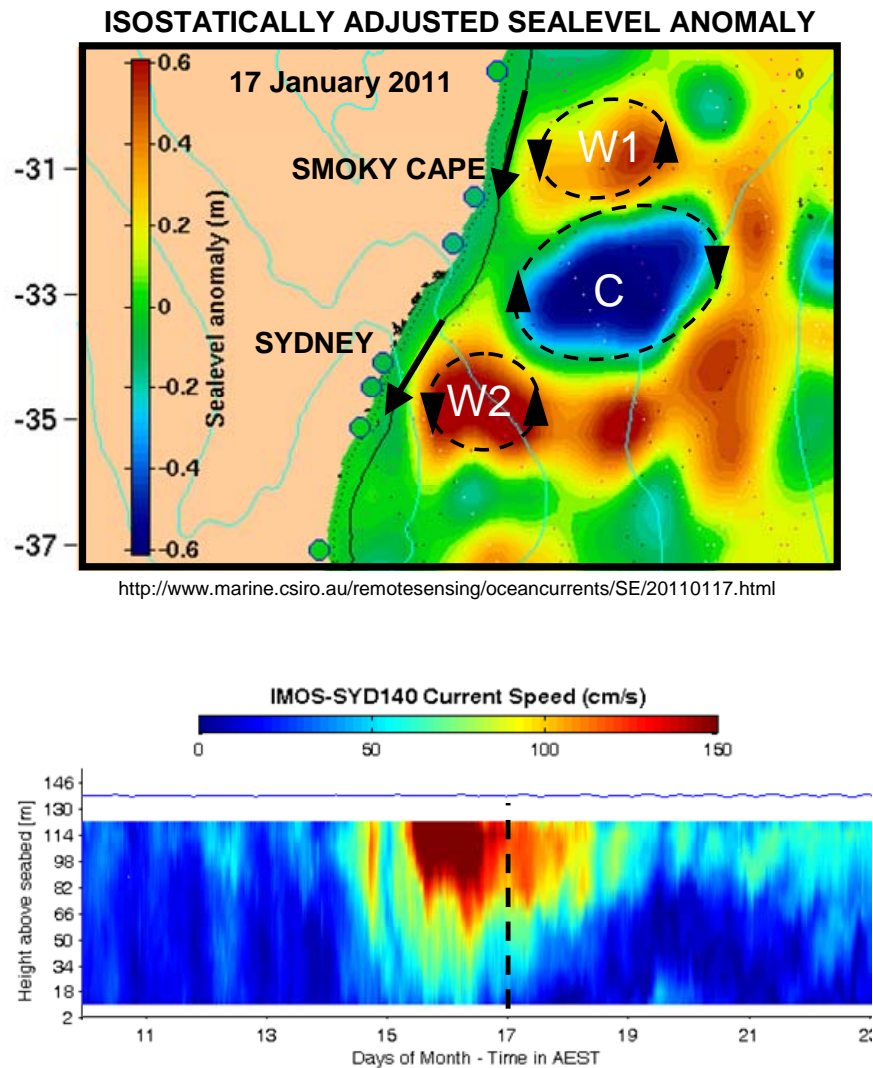 ISOSTATICALLY ADJUSTED SEALEVEL ANOMALY
17 January 2011
SMOKY CAPE
SYDNEY
W1
C
W2
0.6
0.4
0.2
0
-0.2
-0.4
-0.6
Sealevel anomaly (m)
-31
-33
-35
-37
http://www.marine.csiro.au/remotesensing/oceancurrents/SE/20110117.html
IMOS-SYD140 Current Speed (cm/s)
0 50 100 150
Height above seabed [m]
146
130
114
98
82
66
50
34
18
2
11 13 15 17 19 21 23
Days of Month - Time in AEST